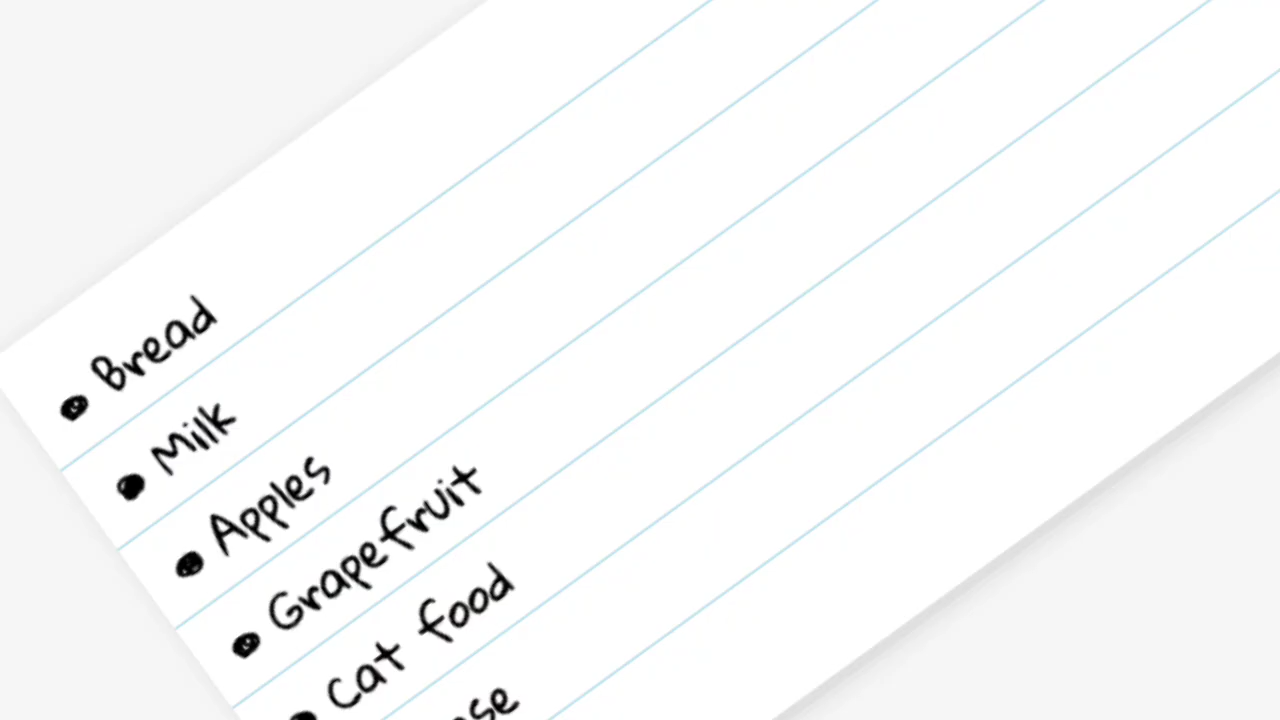 • Bread
• Milk
• Apples
• Grapefruit
• Cat food